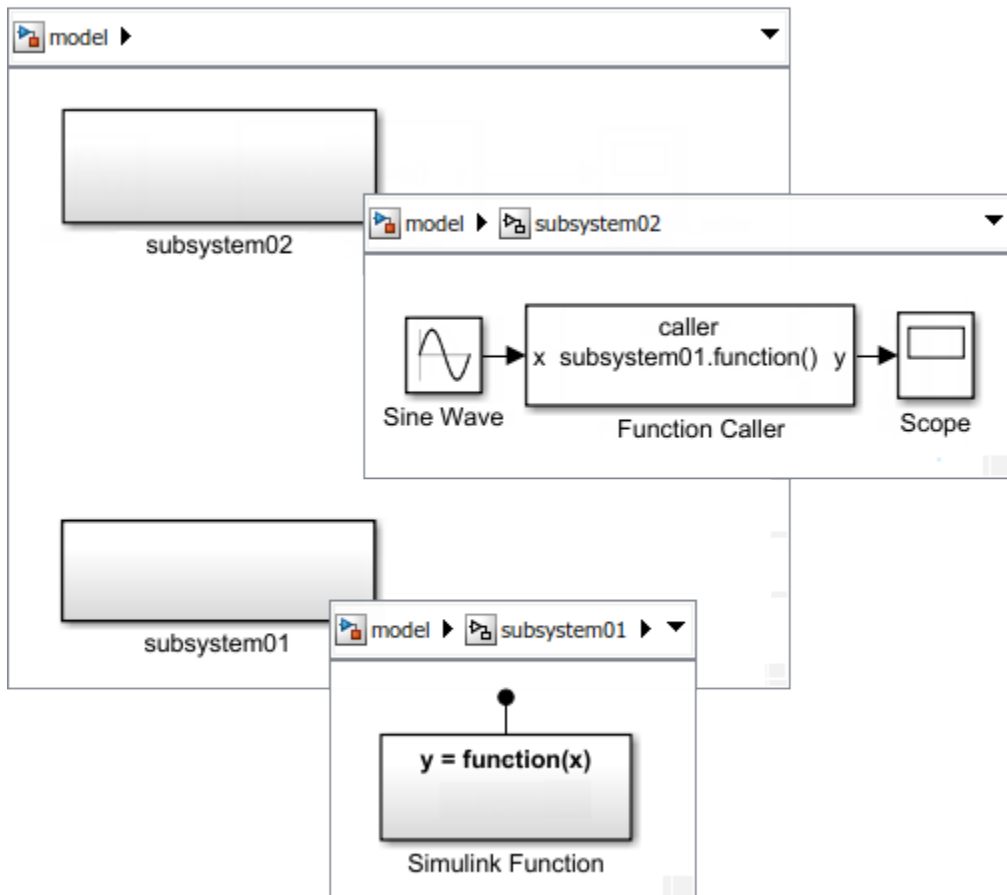 model
subsystem02
model subsystem02
caller
x subsystem01.function() y
Sine Wave
Function Caller
Scope
subsystem01
model subsystem01
y = function(x)
Simulink Function